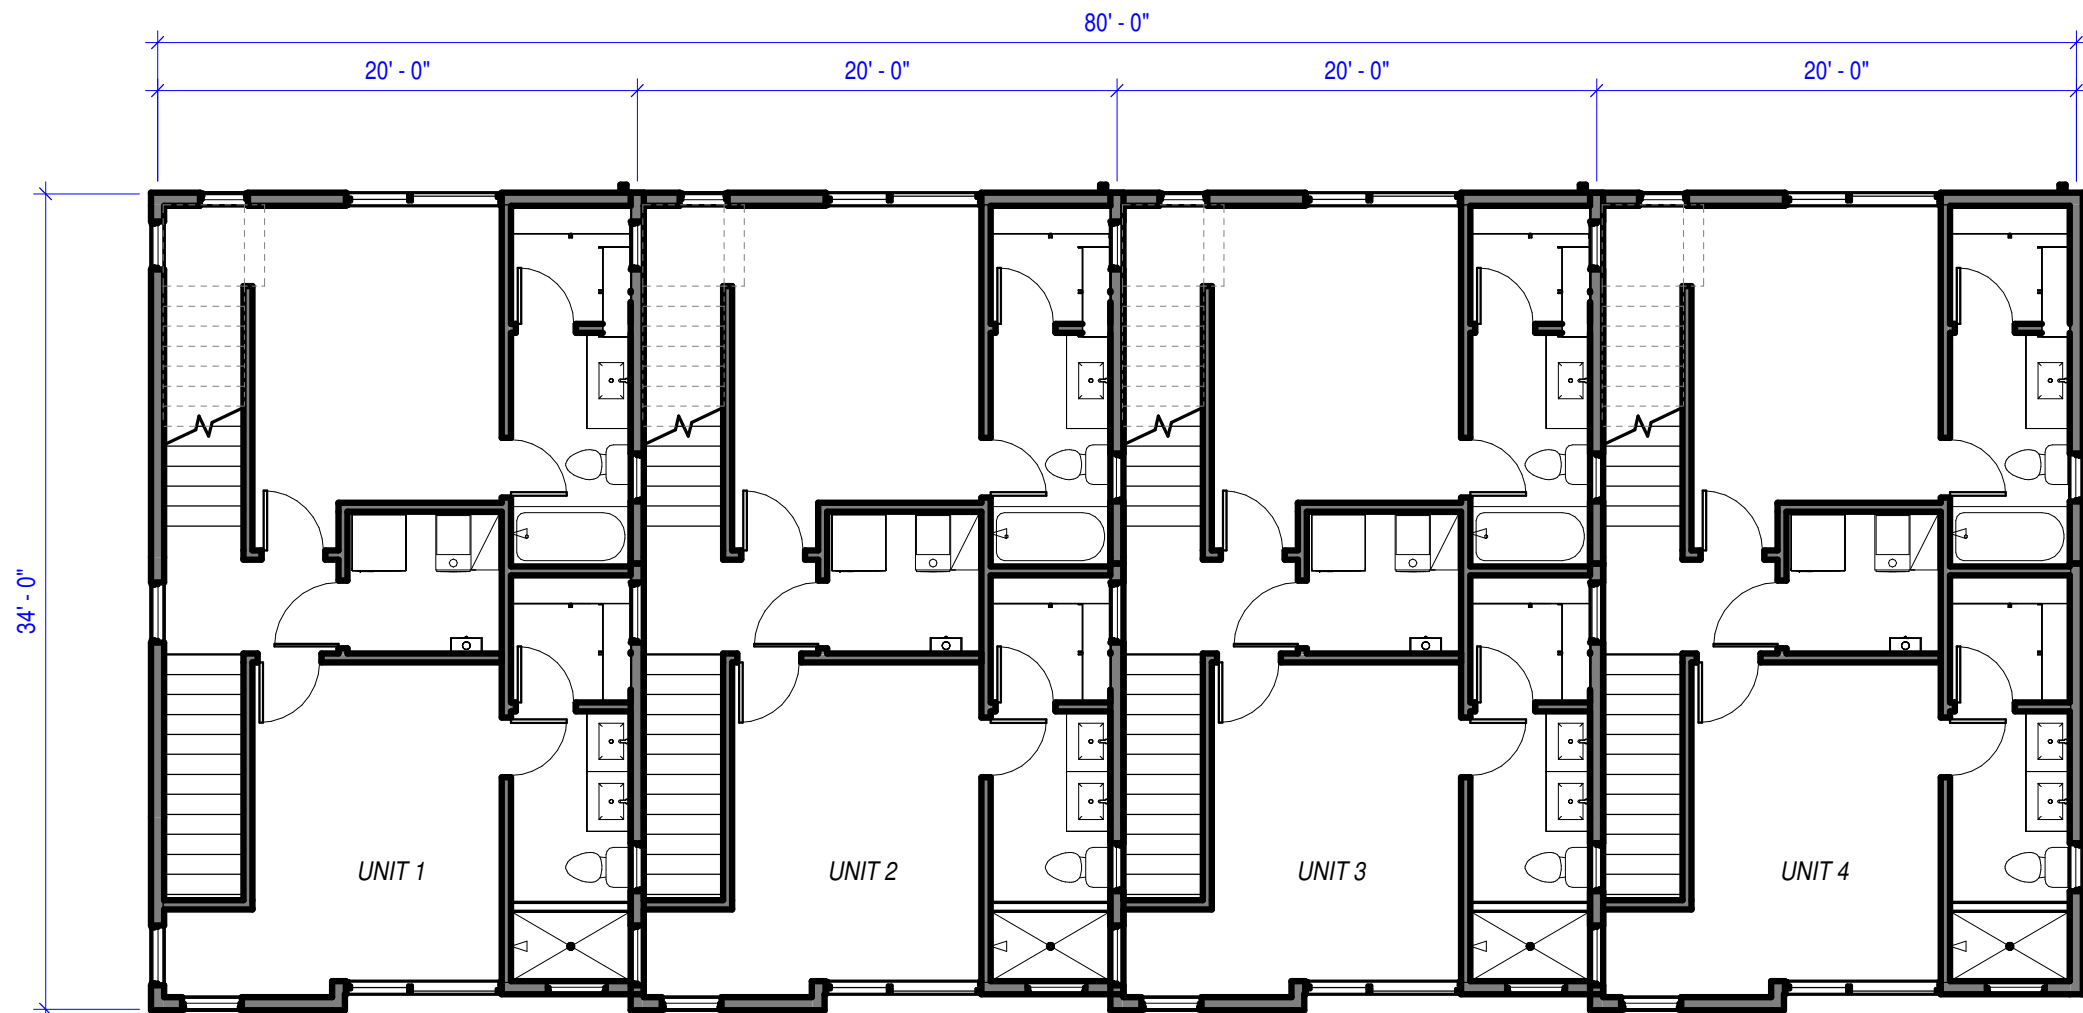 80' - 0"
20' - 0"
20' - 0"
20' - 0"
20' - 0"
34' - 0"
UNIT 1
UNIT 2
UNIT 3
UNIT 4